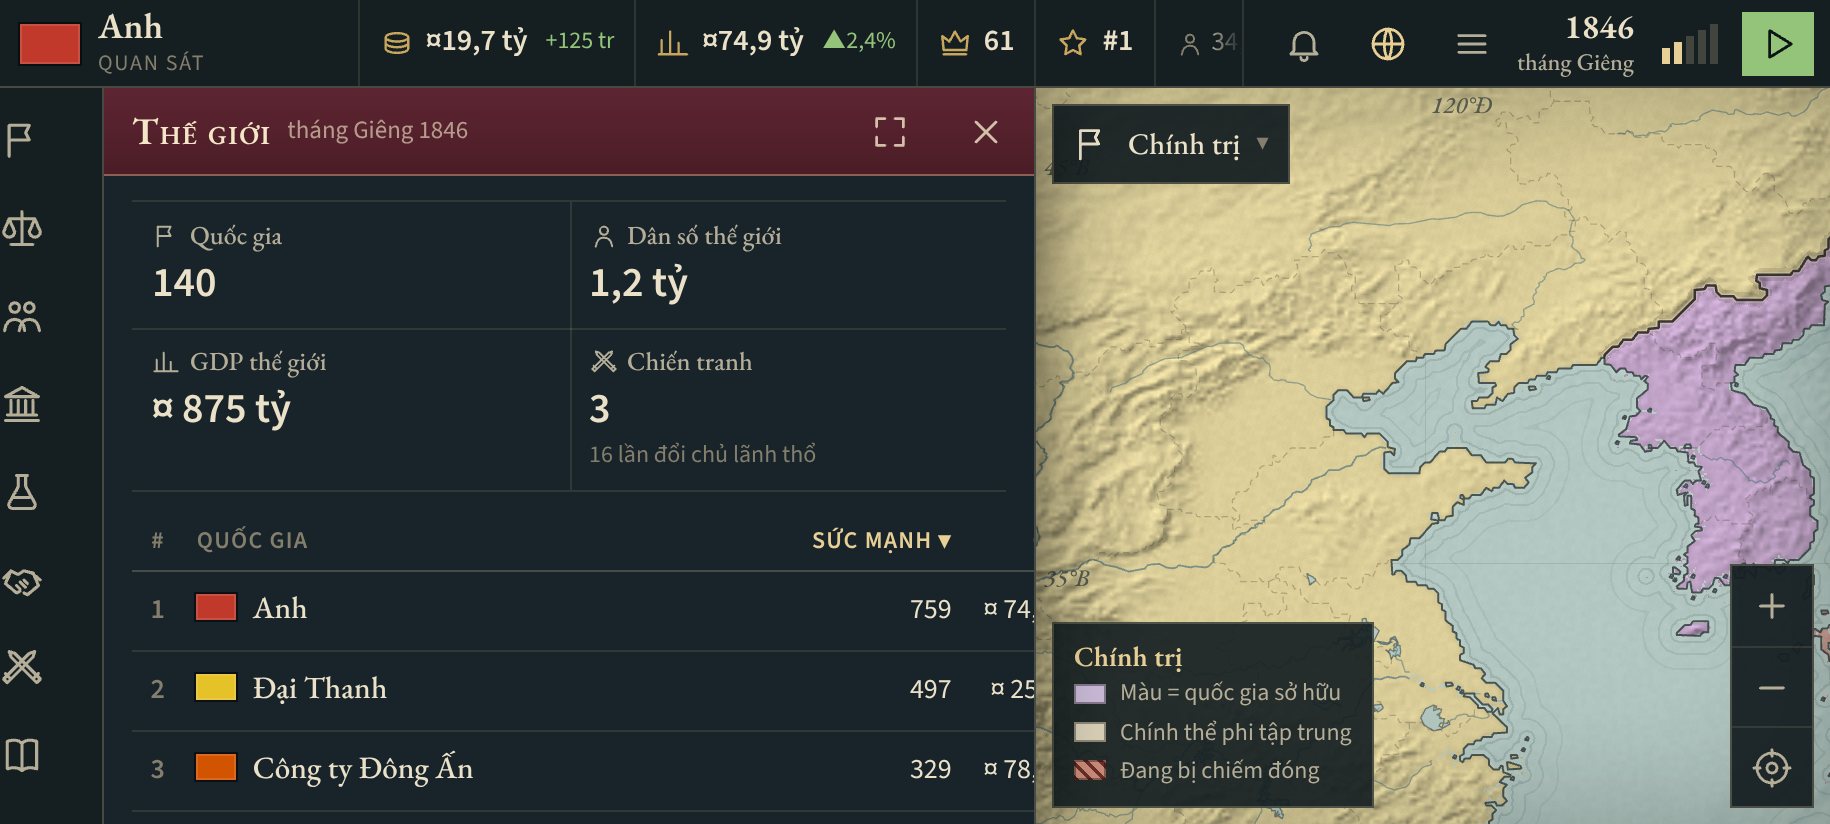 Anh
QUAN SÁT
¤19,7 tỷ +125 tr
¤74,9 tỷ ▲2,4%
61
#1
34
1846
tháng Giêng
Thế giới tháng Giêng 1846
Quốc gia
140
Dân số thế giới
1,2 tỷ
GDP thế giới
¤ 875 tỷ
Chiến tranh
3
16 lần đổi chủ lãnh thổ
# QUỐC GIA SỨC MẠNH ▼
1 Anh 759 ¤ 74,
2 Đại Thanh 497 ¤ 25
3 Công ty Đông Ấn 329 ¤ 78,
120°Đ
Chính trị ▼
45°B
35°B
Chính trị
Màu = quốc gia sở hữu
Chính thể phi tập trung
Đang bị chiếm đóng